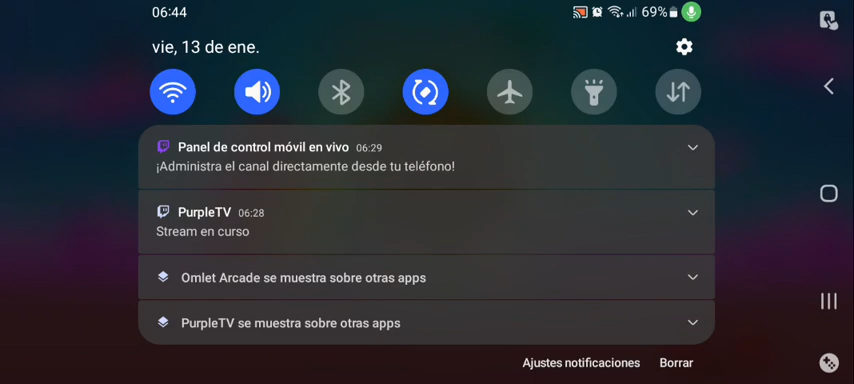 06:44
69%
vie, 13 de ene.
Panel de control móvil en vivo 06:29
¡Administra el canal directamente desde tu teléfono!
PurpleTV 06:28
Stream en curso
Omlet Arcade se muestra sobre otras apps
PurpleTV se muestra sobre otras apps
Ajustes notificaciones Borrar